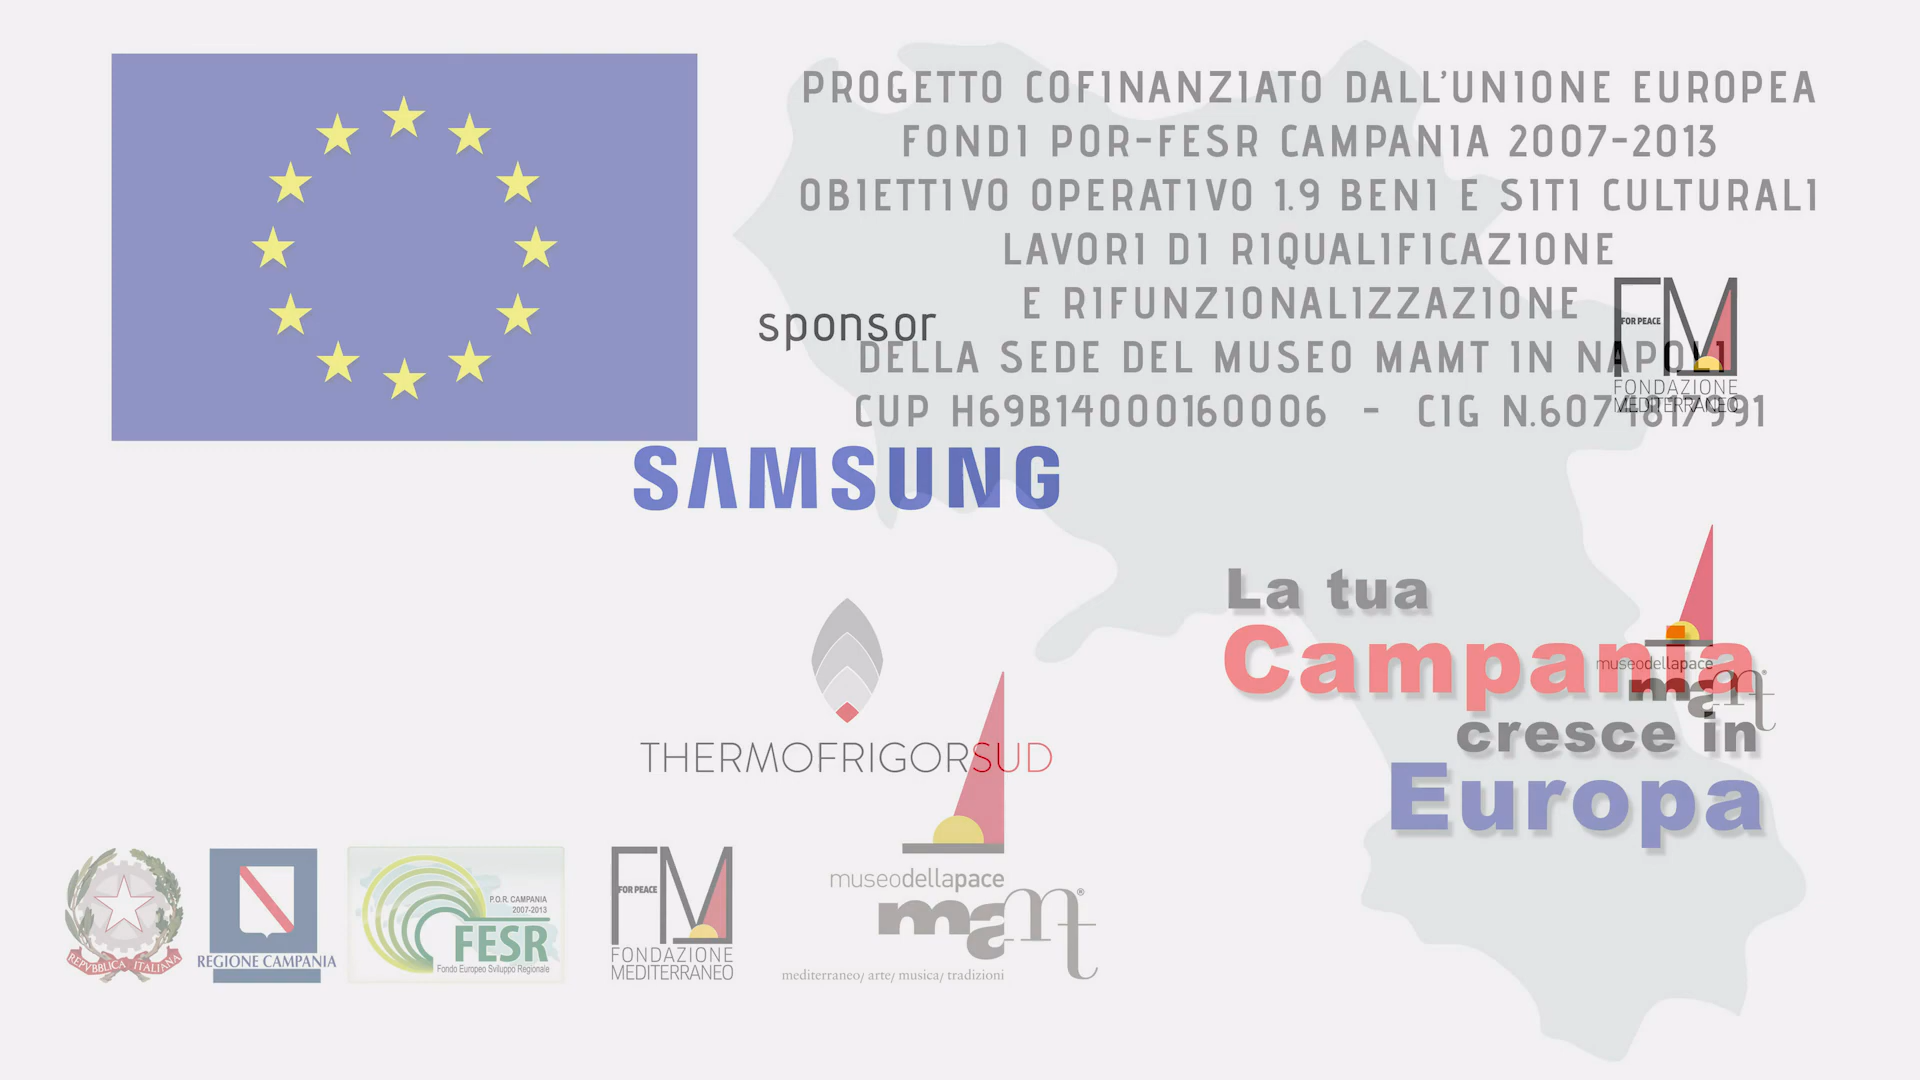 PROGETTO COFINANZIATO DALL'UNIONE EUROPEA
FONDI POR-FESR CAMPANIA 2007-2013
OBIETTIVO OPERATIVO 1.9 BENI E SITI CULTURALI
LAVORI DI RIQUALIFICAZIONE
E RIFUNZIONALIZZAZIONE
DELLA SEDE DEL MUSEO MAMT IN NAPOLI
CUP H69B14000160006 - CIG N.6074817991
sponsor
FM
FOR PEACE
FONDAZIONE
MEDITERRANEO
SAMSUNG
THERMOFRIGORSUD
La tua
Campania
cresce in
Europa
museodellapace
mamt
REPVBBLICA ITALIANA
REGIONE CAMPANIA
P.O.R. CAMPANIA
2007-2013
FESR
Fondo Europeo Sviluppo Regionale
FM
FOR PEACE
FONDAZIONE
MEDITERRANEO
museodellapace
mamt®
mediterraneo/ arte/ musica/ tradizioni